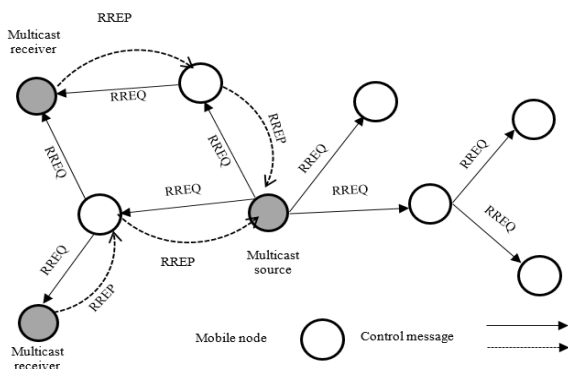 RREP
Multicast
receiver
RREQ
RREP
RREQ
RREQ
RREQ
RREQ
RREQ
RREQ
RREP
Multicast
source
RREQ
RREQ
RREQ
RREP
Mobile node
Control message
Multicast
receiver